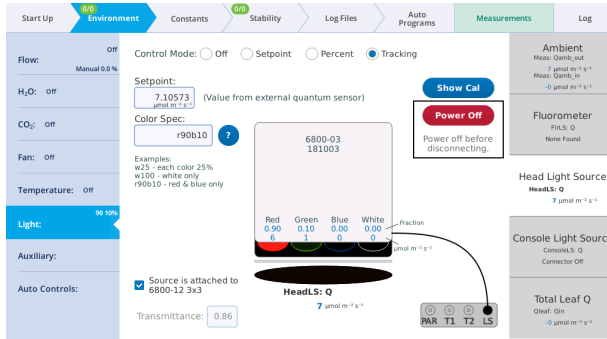 Start Up
0/0
Environment
Constants
0/0
Stability
Log Files
Auto
Programs
Measurements
Log
Flow:
Off
Manual 0.0 %
H₂O: Off
CO₂: Off
Fan: Off
Temperature: Off
90 10%
Light:
Auxiliary:
Auto Controls:
Control Mode: Off Setpoint Percent Tracking
Setpoint:
7.10573
µmol m⁻² s⁻¹
(Value from external quantum sensor)
Color Spec:
r90b10
?
Examples:
w25 - each color 25%
w100 - white only
r90b10 - red & blue only
Show Cal
Power Off
Power off before
disconnecting.
6800-03
181003
Red Green Blue White
0.90 0.10 0.00 0.00
6 1 0 0
Fraction
µmol m⁻² s⁻¹
Source is attached to
6800-12 3x3
Transmittance: 0.86
HeadLS: Q
7 µmol m⁻² s⁻¹
PAR T1 T2 LS
Ambient
Meas: Qamb_out
7 µmol m⁻² s⁻¹
Meas: Qamb_in
-0 µmol m⁻² s⁻¹
Fluorometer
FlrLS: Q
None Found
Head Light Source
HeadLS: Q
7 µmol m⁻² s⁻¹
Console Light Sourc
ConsoleLS: Q
Connector Off
Total Leaf Q
Qleaf: Qin
-0 µmol m⁻² s⁻¹